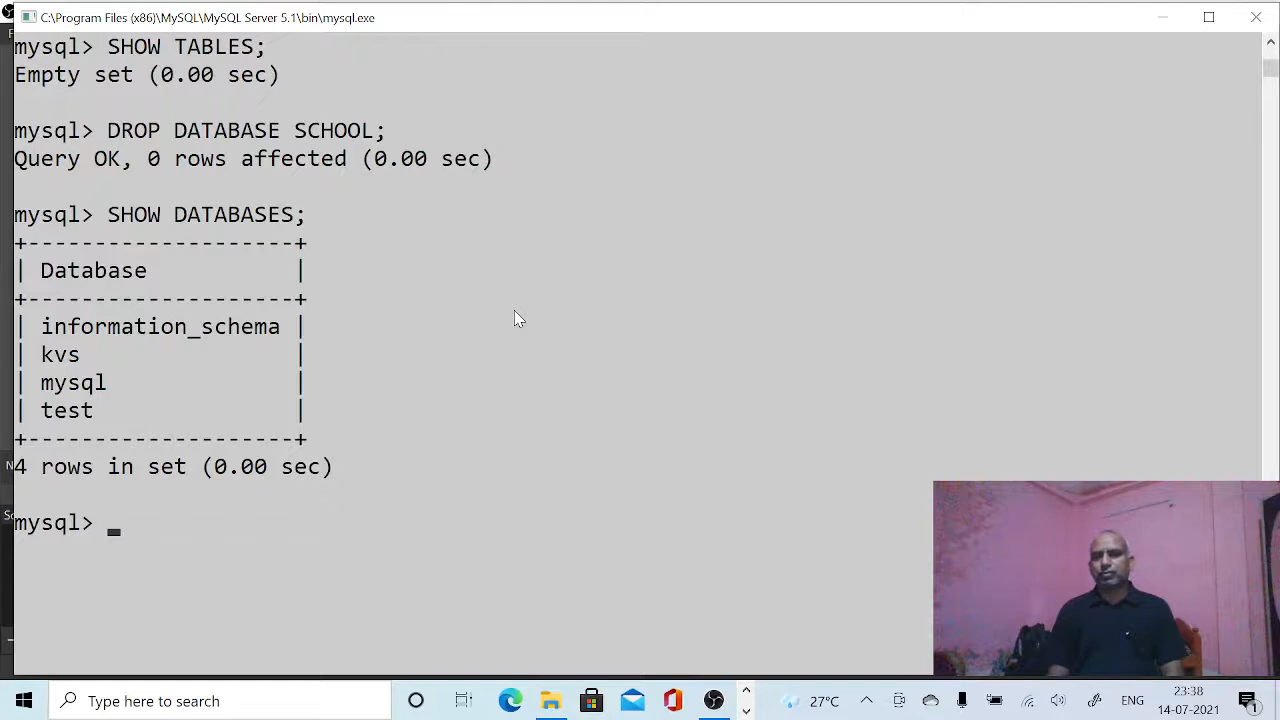 C:\Program Files (x86)\MySQL\MySQL Server 5.1\bin\mysql.exe
mysql> SHOW TABLES;
Empty set (0.00 sec)
mysql> DROP DATABASE SCHOOL;
Query OK, 0 rows affected (0.00 sec)
mysql> SHOW DATABASES;
+--------------------+
| Database           |
+--------------------+
| information_schema |
| kvs                |
| mysql              |
| test               |
+--------------------+
4 rows in set (0.00 sec)
mysql>
Type here to search
27°C
ENG
23:38
14-07-2021
1